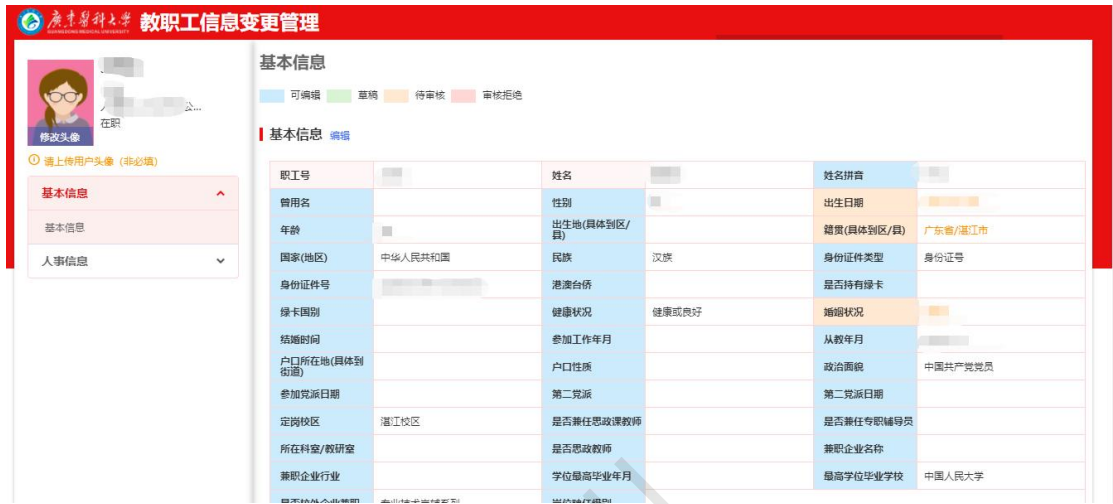 廣東醫科大學 教职工信息变更管理
GUANGDONG MEDICAL UNIVERSITY
公...
在职
修改头像
请上传用户头像（非必填）
基本信息
基本信息
人事信息
基本信息
可编辑 草稿 待审核 审核拒绝
基本信息 编辑
职工号 姓名 姓名拼音
曾用名 性别 出生日期
年龄 出生地(具体到区/县) 籍贯(具体到区/县) 广东省/湛江市
国家(地区) 中华人民共和国 民族 汉族 身份证件类型 身份证号
身份证件号 港澳台侨 是否持有绿卡
绿卡国别 健康状况 健康或良好 婚姻状况
结婚时间 参加工作年月 从教年月
户口所在地(具体到街道) 户口性质 政治面貌 中国共产党党员
参加党派日期 第二党派 第二党派日期
定岗校区 湛江校区 是否兼任思政课教师 是否兼任专职辅导员
所在科室/教研室 是否思政教师 兼职企业名称
兼职企业行业 学位最高毕业年月 最高学位毕业学校 中国人民大学